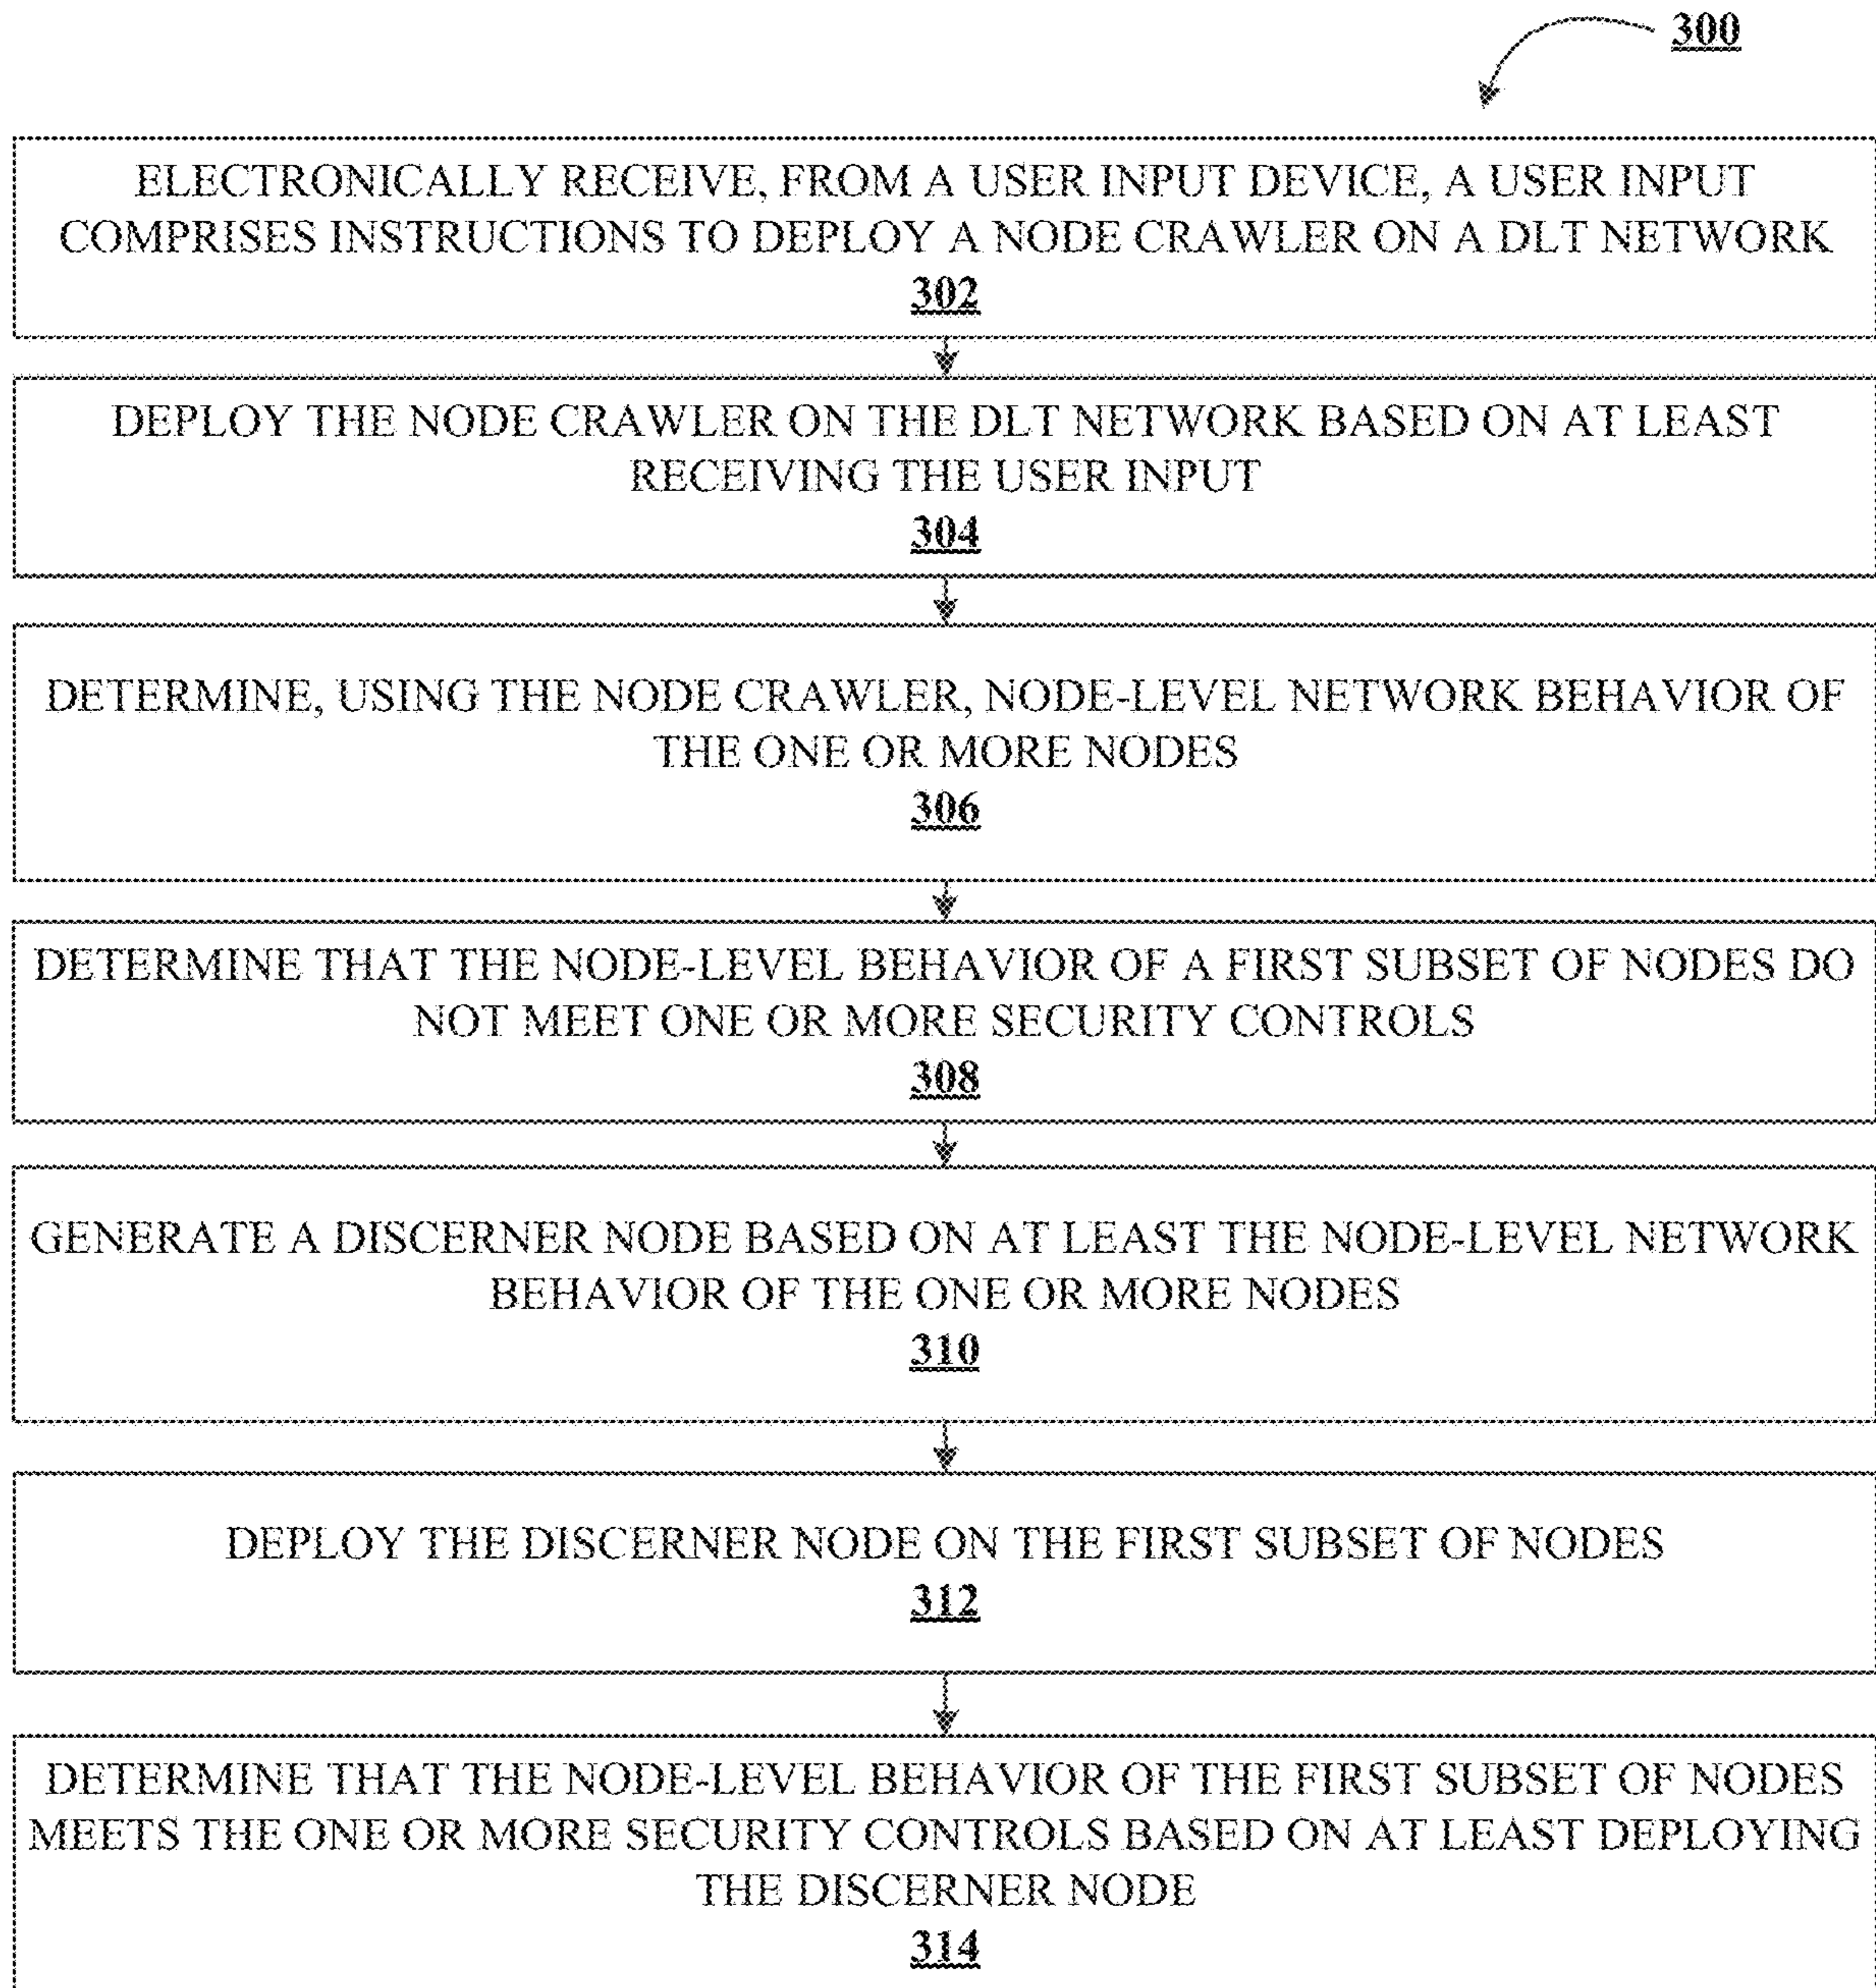 300
ELECTRONICALLY RECEIVE, FROM A USER INPUT DEVICE, A USER INPUT
COMPRISES INSTRUCTIONS TO DEPLOY A NODE CRAWLER ON A DLT NETWORK
302
DEPLOY THE NODE CRAWLER ON THE DLT NETWORK BASED ON AT LEAST
RECEIVING THE USER INPUT
304
DETERMINE, USING THE NODE CRAWLER, NODE-LEVEL NETWORK BEHAVIOR OF
THE ONE OR MORE NODES
306
DETERMINE THAT THE NODE-LEVEL BEHAVIOR OF A FIRST SUBSET OF NODES DO
NOT MEET ONE OR MORE SECURITY CONTROLS
308
GENERATE A DISCERNER NODE BASED ON AT LEAST THE NODE-LEVEL NETWORK
BEHAVIOR OF THE ONE OR MORE NODES
310
DEPLOY THE DISCERNER NODE ON THE FIRST SUBSET OF NODES
312
DETERMINE THAT THE NODE-LEVEL BEHAVIOR OF THE FIRST SUBSET OF NODES
MEETS THE ONE OR MORE SECURITY CONTROLS BASED ON AT LEAST DEPLOYING
THE DISCERNER NODE
314